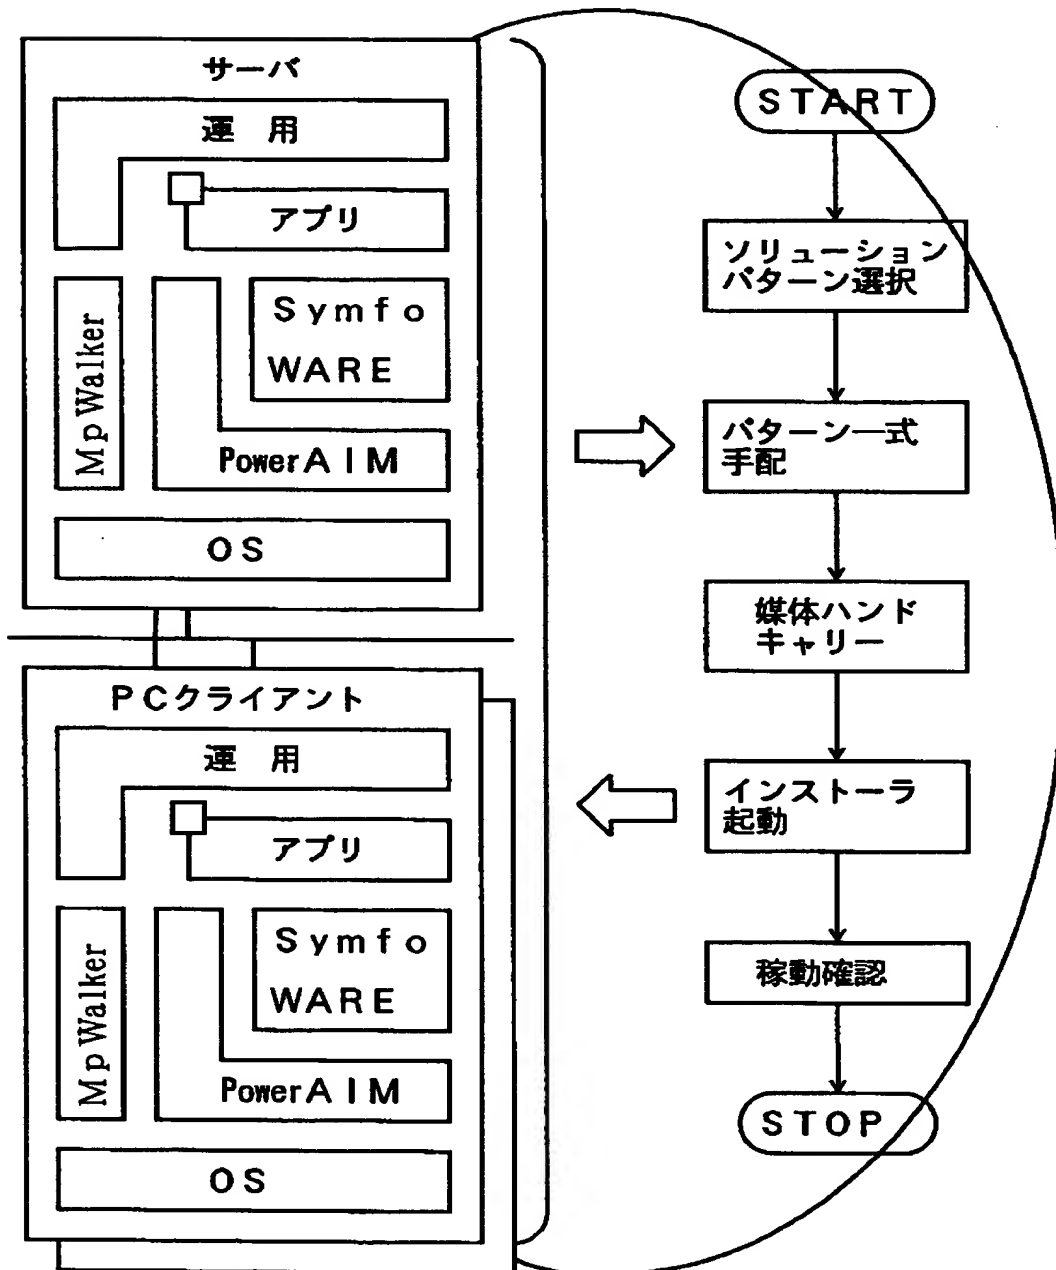 サーバ
運用
アプリ
Symfo
WARE
MpWalker
PowerAIM
OS
PCクライアント
運用
アプリ
Symfo
WARE
MpWalker
PowerAIM
OS
START
ソリューション
パターン選択
パターン一式
手配
媒体ハンド
キャリー
インストーラ
起動
稼動確認
STOP